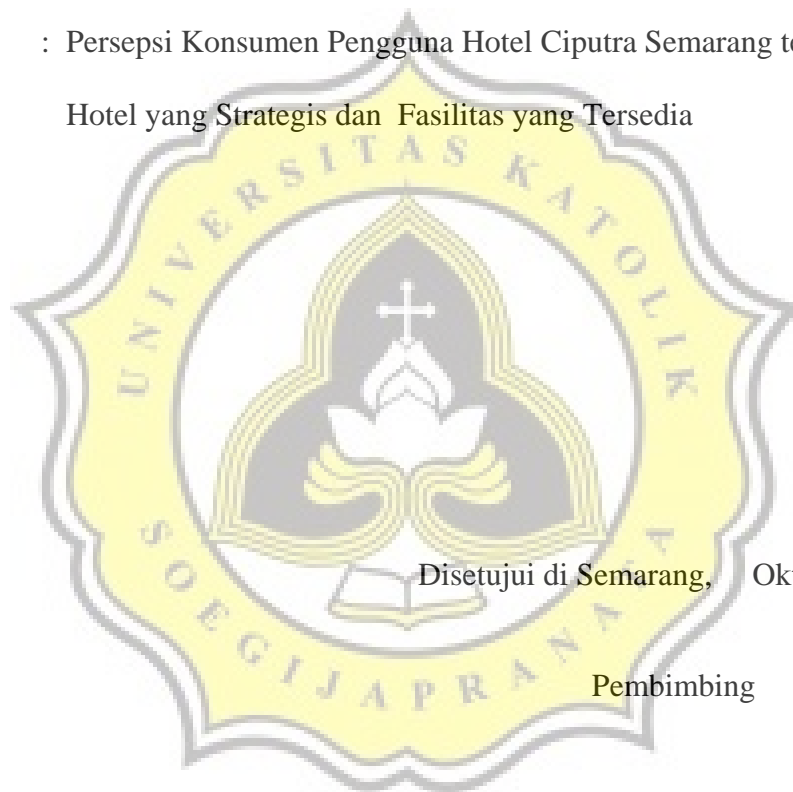 : Persepsi Konsumen Pengguna Hotel Ciputra Semarang
Hotel yang Strategis dan Fasilitas yang Tersedia
UNIVERSITAS KATOLIK
SOEGIJAPRANATA
Disetujui di Semarang,
Pembimbing